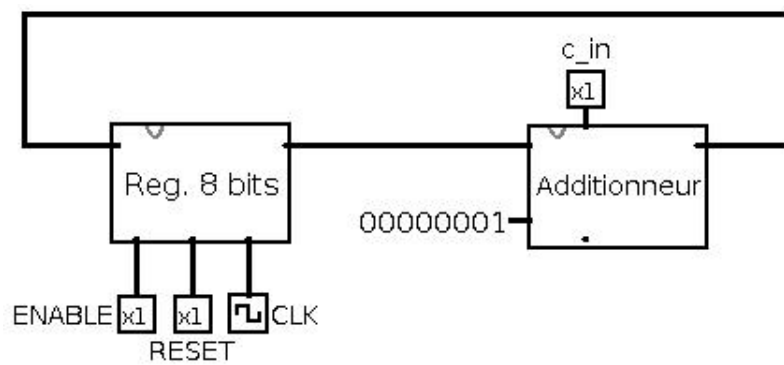 c_in
x1
Reg. 8 bits
Additionneur
00000001
ENABLE x1 x1 CLK
RESET